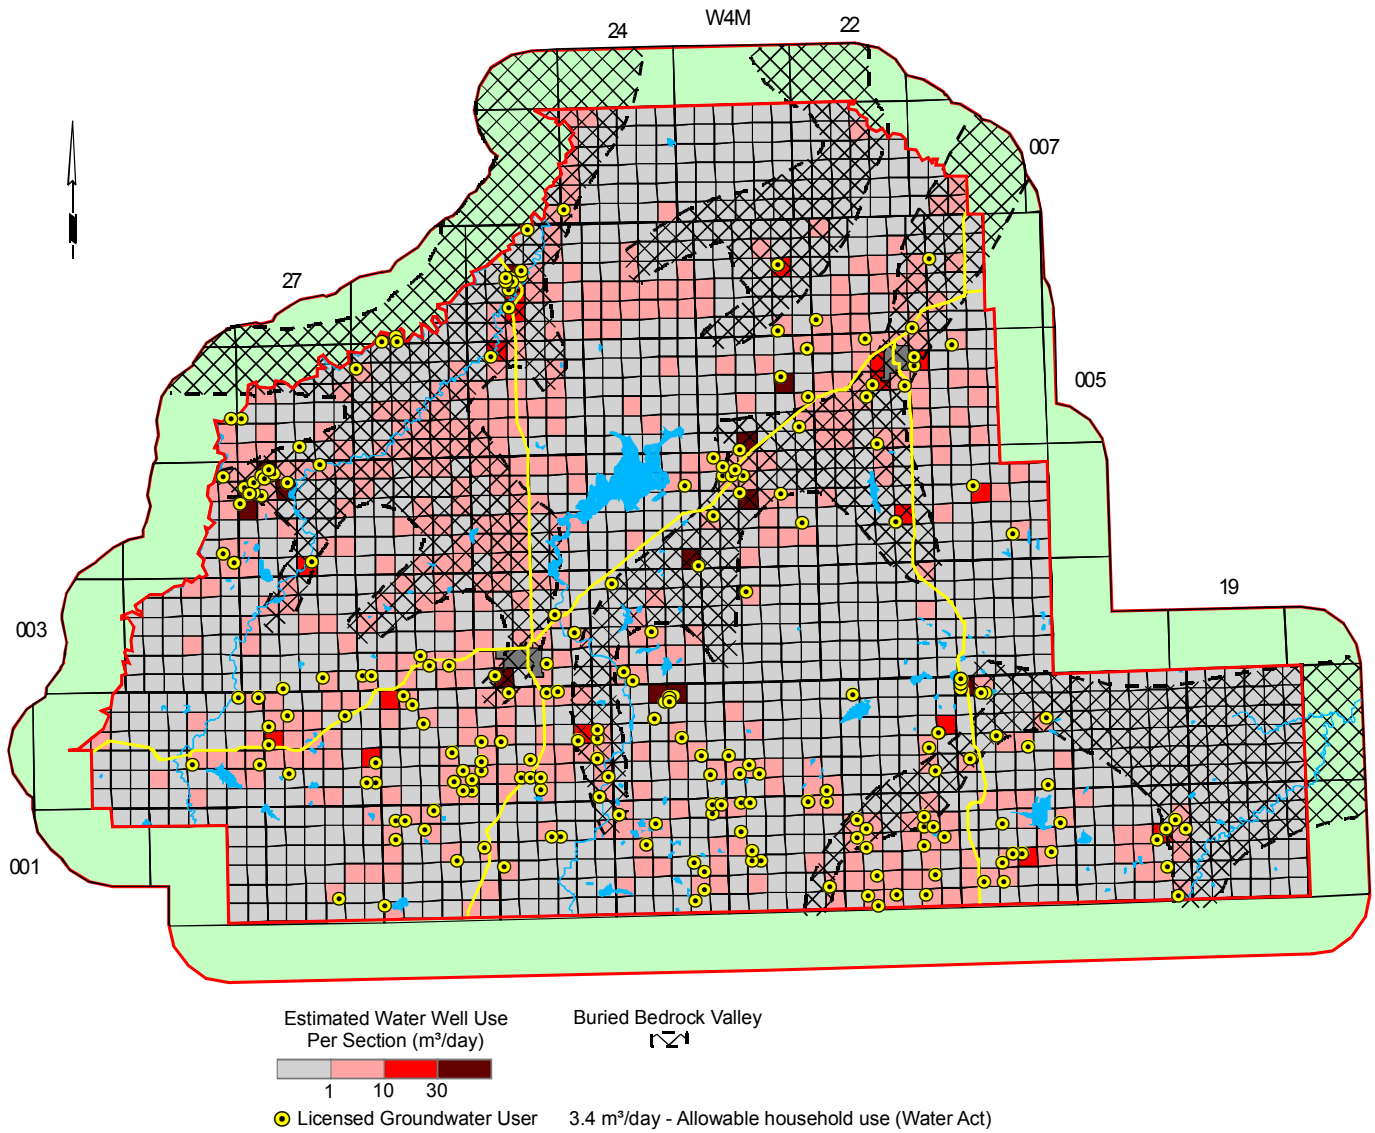 W4M
24
22
007
27
005
19
003
001
Estimated Water Well Use
Per Section (m³/day)
Buried Bedrock Valley
1 10 30
Licensed Groundwater User
3.4 m³/day - Allowable household use (Water Act)